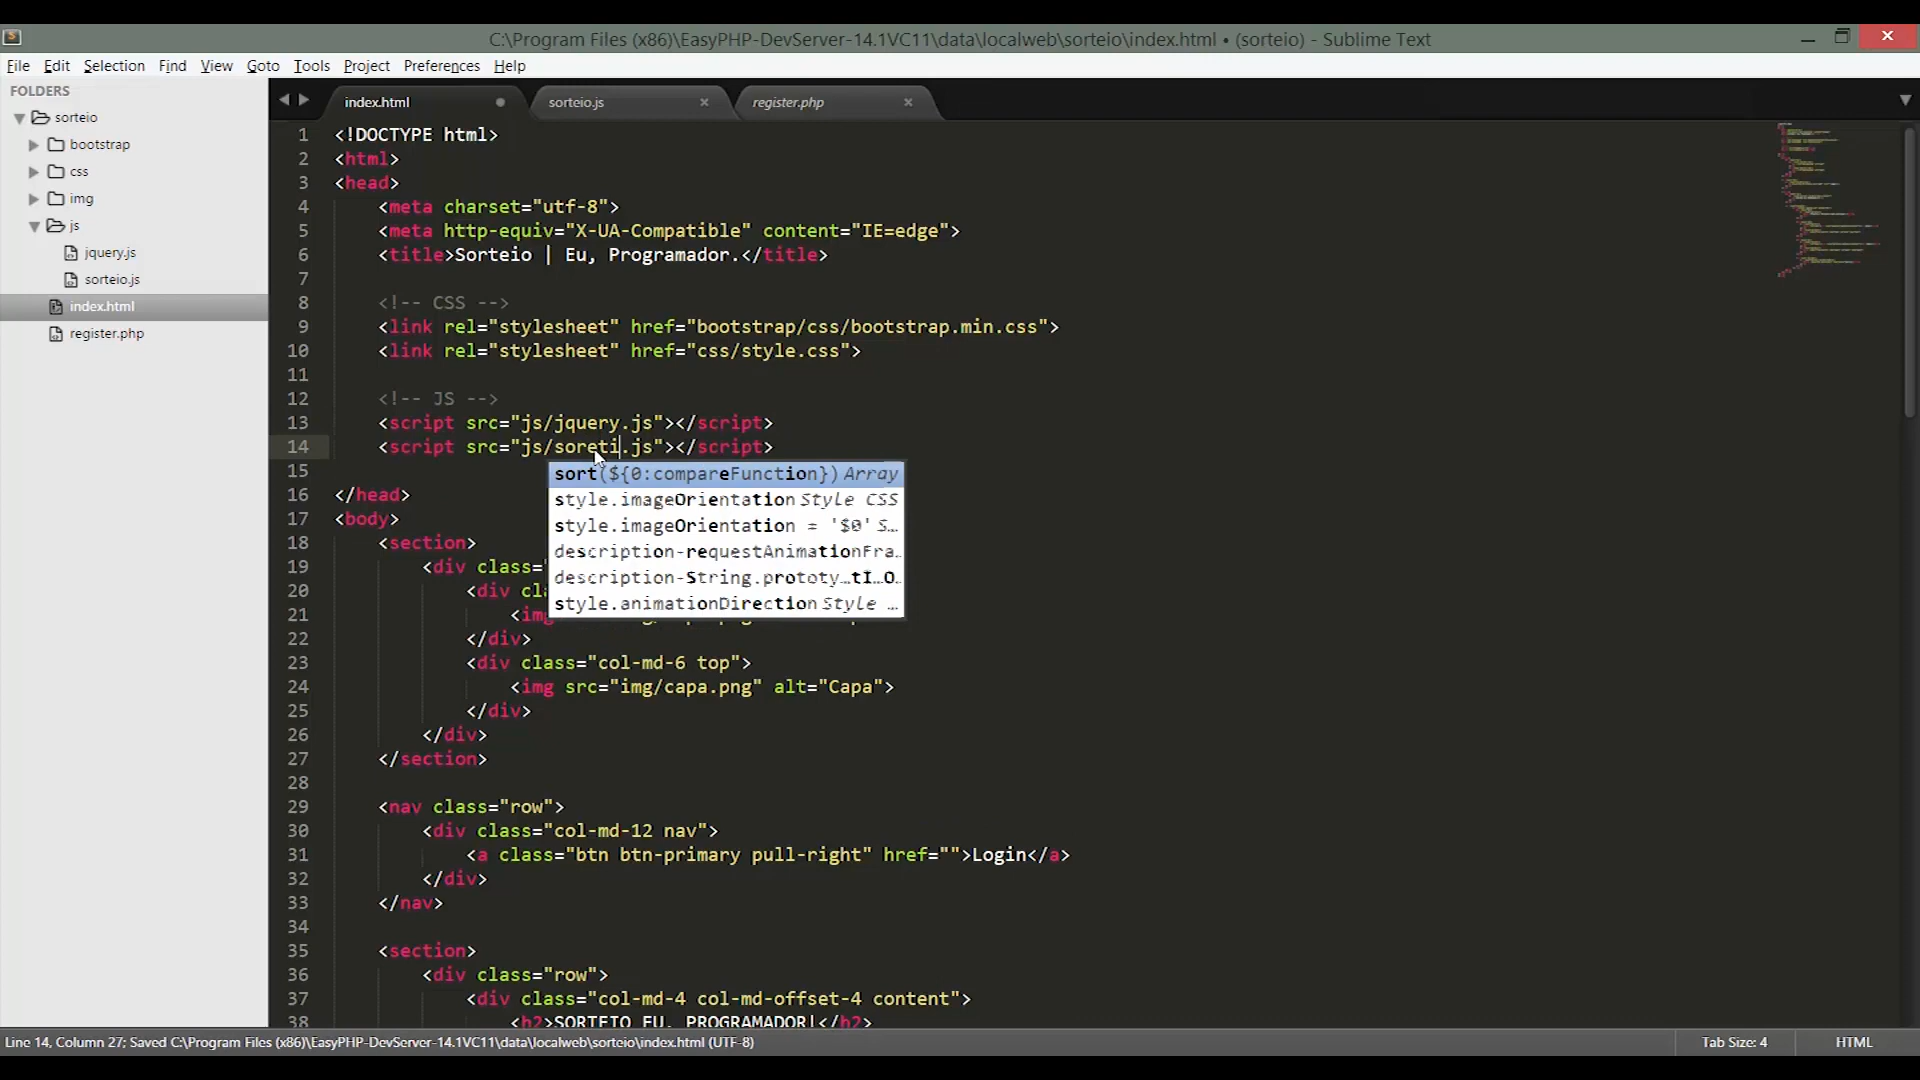 C:\Program Files (x86)\EasyPHP-DevServer-14.1VC11\data\localweb\sorteio\index.html • (sorteio) - Sublime Text
File Edit Selection Find View Goto Tools Project Preferences Help
FOLDERS
sorteio
bootstrap
css
img
js
jquery.js
sorteio.js
index.html
register.php
index.html sorteio.js register.php
1 <!DOCTYPE html>
2 <html>
3 <head>
4 <meta charset="utf-8">
5 <meta http-equiv="X-UA-Compatible" content="IE=edge">
6 <title>Sorteio | Eu, Programador.</title>
7
8 <!-- CSS -->
9 <link rel="stylesheet" href="bootstrap/css/bootstrap.min.css">
10 <link rel="stylesheet" href="css/style.css">
11
12 <!-- JS -->
13 <script src="js/jquery.js"></script>
14 <script src="js/soreti.js"></script>
15
16 </head>
17 <body>
18 <section>
19 <div class="
20 <div cla
21 <img
22 </div>
23 <div class="col-md-6 top">
24 <img src="img/capa.png" alt="Capa">
25 </div>
26 </div>
27 </section>
28
29 <nav class="row">
30 <div class="col-md-12 nav">
31 <a class="btn btn-primary pull-right" href="">Login</a>
32 </div>
33 </nav>
34
35 <section>
36 <div class="row">
37 <div class="col-md-4 col-md-offset-4 content">
38 <h2>SORTEIO EU, PROGRAMADOR!</h2>
sort(${0:compareFunction}) Array
style.imageOrientation Style CSS
style.imageOrientation = '$0' S…
description-requestAnimationFra…
description-String.prototy…tI…O…
style.animationDirection Style …
Line 14, Column 27; Saved C:\Program Files (x86)\EasyPHP-DevServer-14.1VC11\data\localweb\sorteio\index.html (UTF-8)
Tab Size: 4 HTML